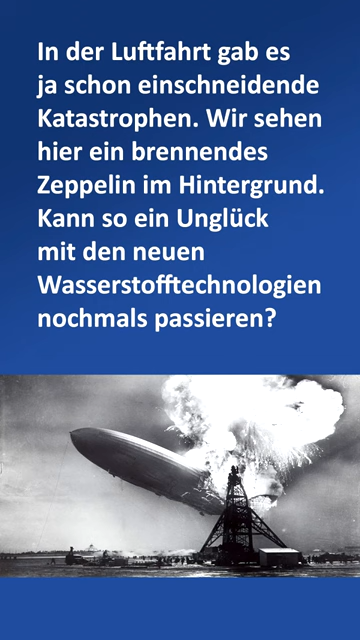 In der Luftfahrt gab es
ja schon einschneidende
Katastrophen. Wir sehen
hier ein brennendes
Zeppelin im Hintergrund.
Kann so ein Unglück
mit den neuen
Wasserstofftechnologien
nochmals passieren?